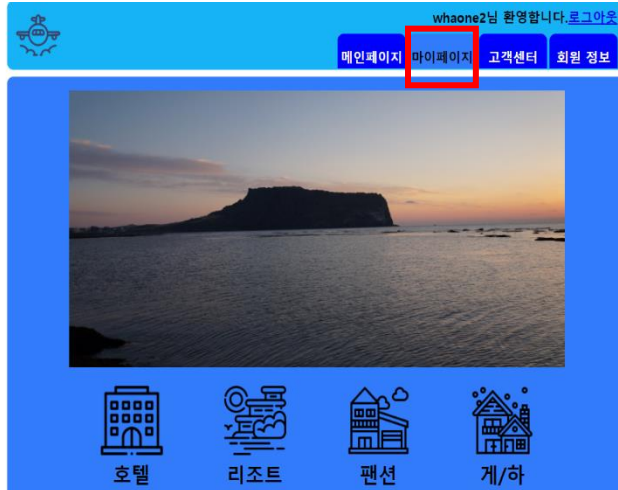 whaone2님 환영합니다.로그아웃
메인페이지 마이페이지 고객센터 회원 정보
호텔 리조트 팬션 게/하